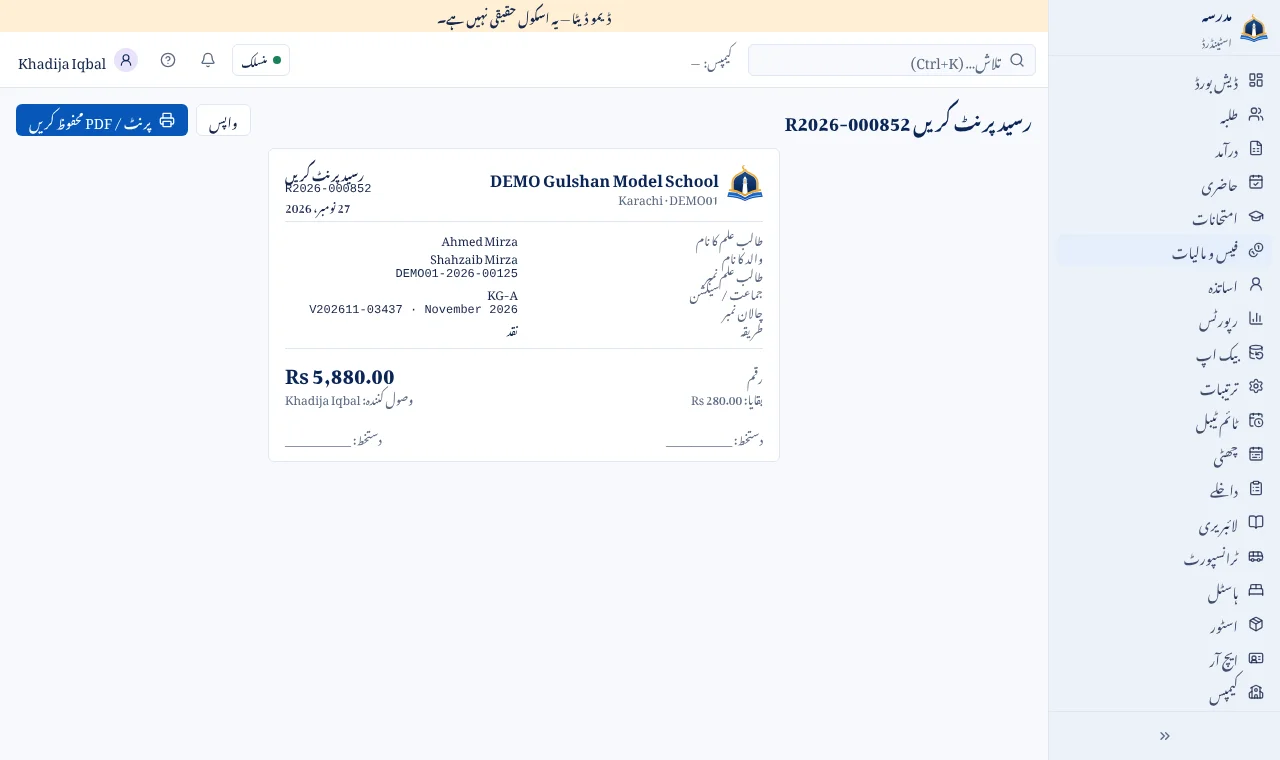 ڈیمو ڈیٹا — یہ اسکول حقیقی نہیں ہے۔
مدرسہ
اسٹینڈرڈ
تلاش... (Ctrl+K)
کیمپس: —
منسلک
Khadija Iqbal
ڈیش بورڈ
طلبہ
درآمد
حاضری
امتحانات
فیس و مالیات
اساتذہ
رپورٹس
بیک اپ
ترتیبات
ٹائم ٹیبل
چھٹی
داخلے
لائبریری
ٹرانسپورٹ
ہاسٹل
اسٹور
ایچ آر
کیمپس
رسید پرنٹ کریں R2026-000852
واپس
پرنٹ / PDF محفوظ کریں
DEMO Gulshan Model School
Karachi · DEMO01
رسید پرنٹ کریں
R2026-000852
27 نومبر، 2026
طالب علم کا نام Ahmed Mirza
والد کا نام Shahzaib Mirza
طالب علم نمبر DEMO01-2026-00125
جماعت / سیکشن KG-A
چالان نمبر V202611-03437 · November 2026
طریقہ نقد
رقم Rs 5,880.00
بقایا: Rs 280.00
وصول کنندہ: Khadija Iqbal
دستخط: ___________
دستخط: ___________